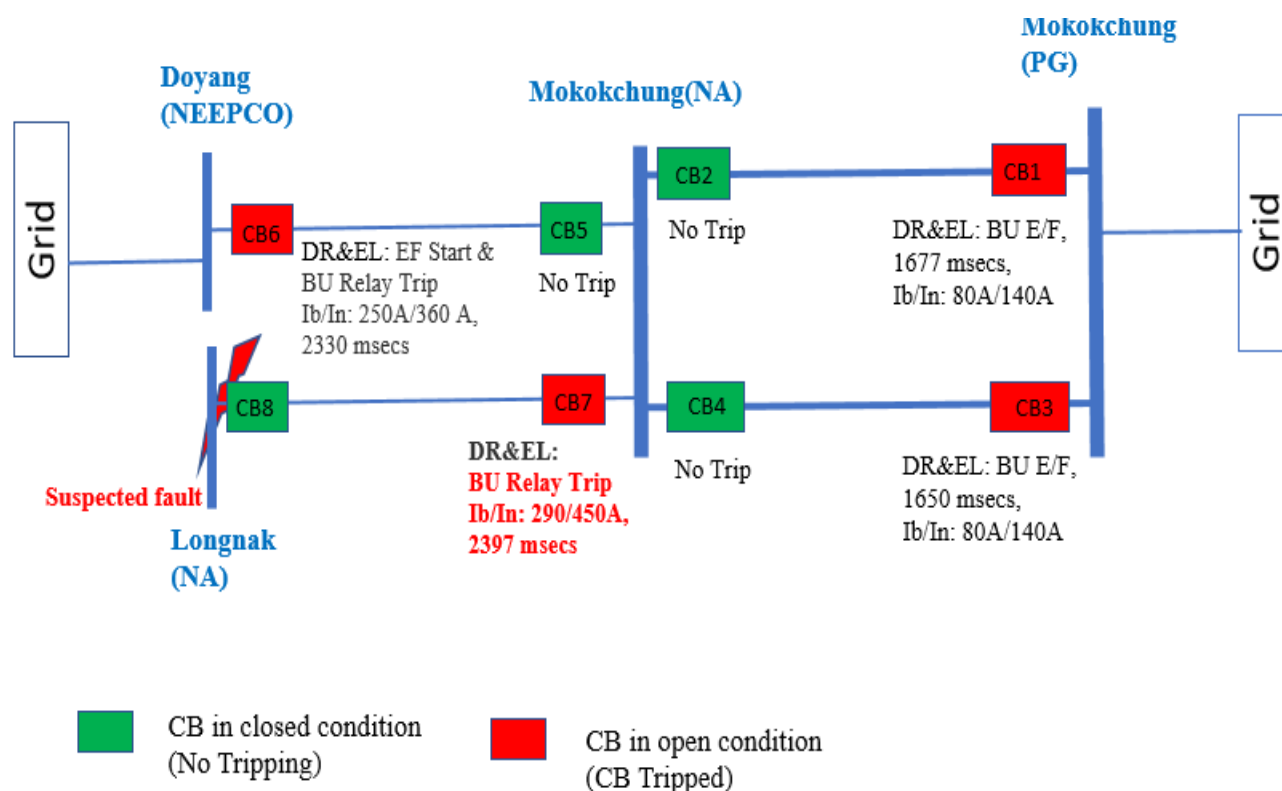 Mokokchung
(PG)
Doyang
(NEEPCO)
Mokokchung(NA)
Grid
Grid
CB6
CB5
CB2
CB1
DR&EL: EF Start &
BU Relay Trip
Ib/In: 250A/360 A,
2330 msecs
No Trip
No Trip
DR&EL: BU E/F,
1677 msecs,
Ib/In: 80A/140A
CB8
CB7
CB4
CB3
Suspected fault
Longnak
(NA)
DR&EL:
BU Relay Trip
Ib/In: 290/450A,
2397 msecs
No Trip
DR&EL: BU E/F,
1650 msecs,
Ib/In: 80A/140A
CB in closed condition
(No Tripping)
CB in open condition
(CB Tripped)